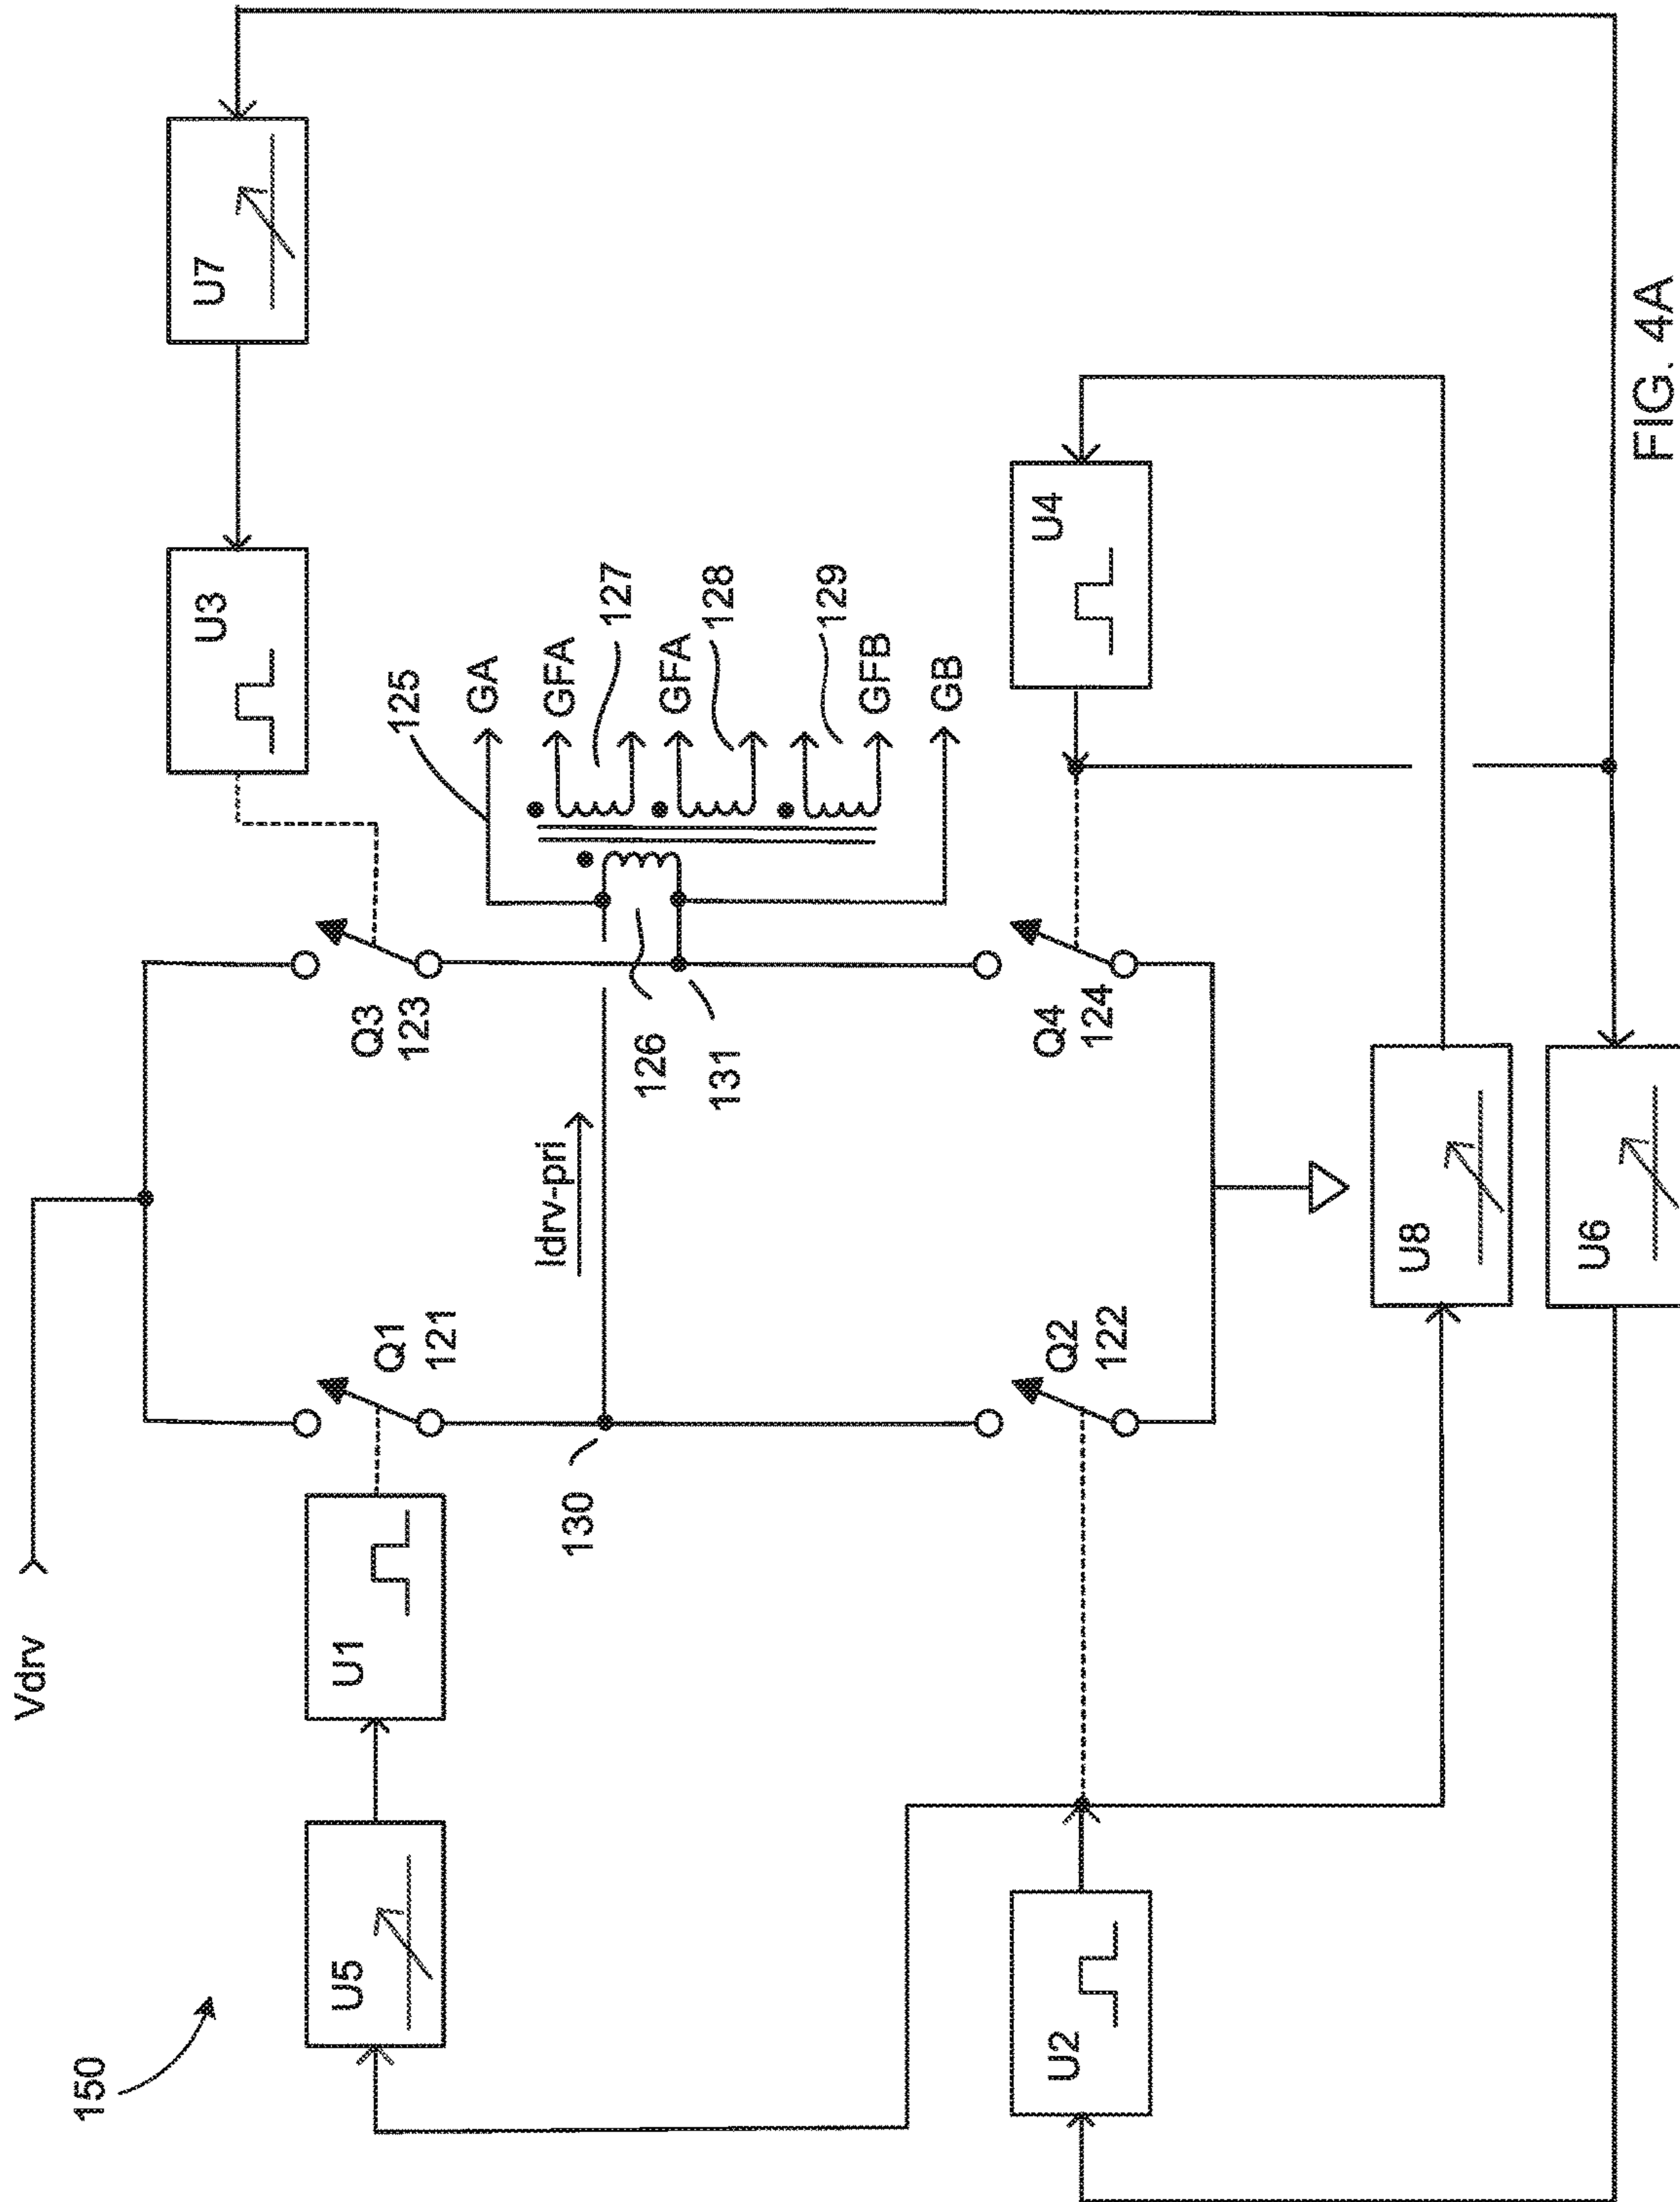 150
Vdrv
U5
U1
U3
U7
Q1
121
Q3
123
125
GA
GFA
127
GFA
128
129
GFB
GB
Idrv-pri
126
131
130
Q2
122
Q4
124
U2
U4
U8
U6
FIG. 4A